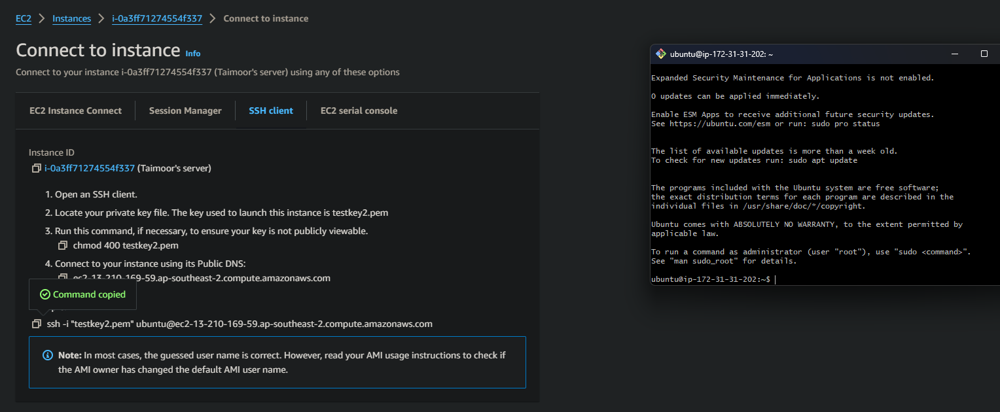 EC2 > Instances > i-0a3ff71274554f337 > Connect to instance
Connect to instance Info
Connect to your instance i-0a3ff71274554f337 (Taimoor's server) using any of these options
EC2 Instance Connect
Session Manager
SSH client
EC2 serial console
Instance ID
i-0a3ff71274554f337 (Taimoor's server)
1. Open an SSH client.
2. Locate your private key file. The key used to launch this instance is testkey2.pem
3. Run this command, if necessary, to ensure your key is not publicly viewable.
chmod 400 testkey2.pem
4. Connect to your instance using its Public DNS:
ec2-13-210-169-59.ap-southeast-2.compute.amazonaws.com
Command copied
ssh -i "testkey2.pem" ubuntu@ec2-13-210-169-59.ap-southeast-2.compute.amazonaws.com
Note: In most cases, the guessed user name is correct. However, read your AMI usage instructions to check if
the AMI owner has changed the default AMI user name.
ubuntu@ip-172-31-31-202: ~
Expanded Security Maintenance for Applications is not enabled.
0 updates can be applied immediately.
Enable ESM Apps to receive additional future security updates.
See https://ubuntu.com/esm or run: sudo pro status
The list of available updates is more than a week old.
To check for new updates run: sudo apt update
The programs included with the Ubuntu system are free software;
the exact distribution terms for each program are described in the
individual files in /usr/share/doc/*/copyright.
Ubuntu comes with ABSOLUTELY NO WARRANTY, to the extent permitted by
applicable law.
To run a command as administrator (user "root"), use "sudo <command>".
See "man sudo_root" for details.
ubuntu@ip-172-31-31-202:~$